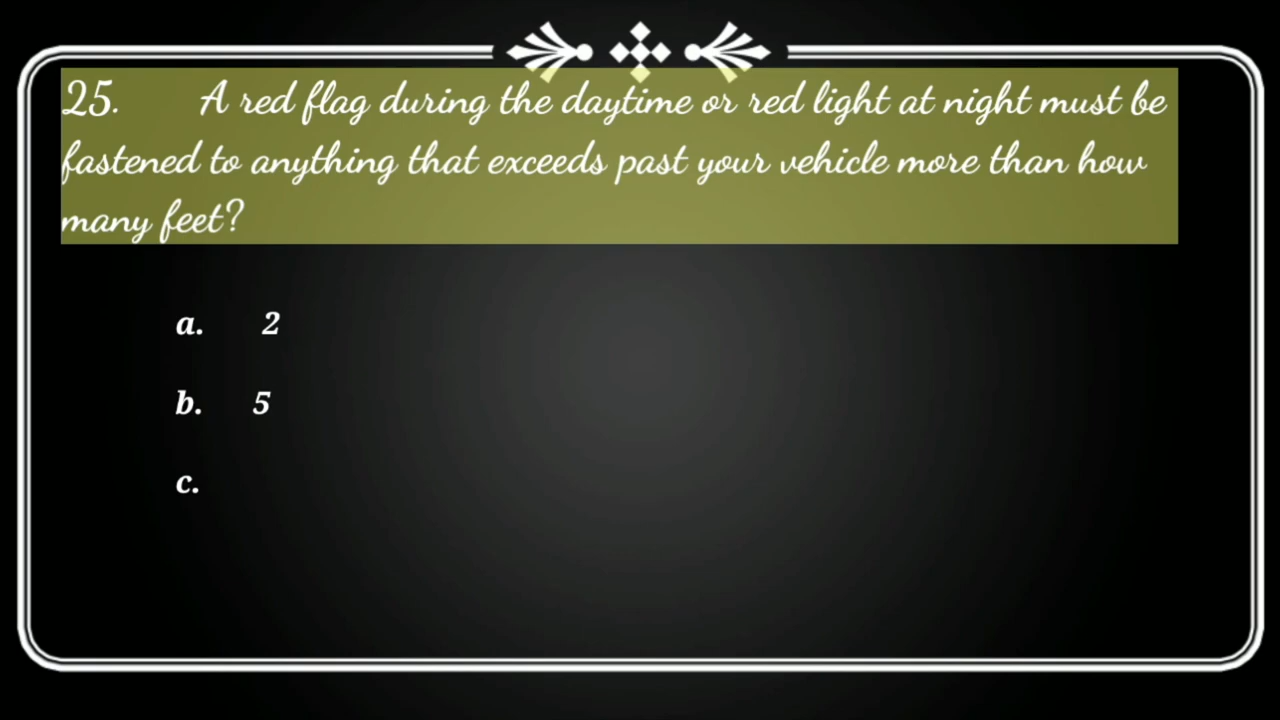 25. A red flag during the daytime or red light at night must be
fastened to anything that exceeds past your vehicle more than how
many feet?
a. 2
b. 5
c.